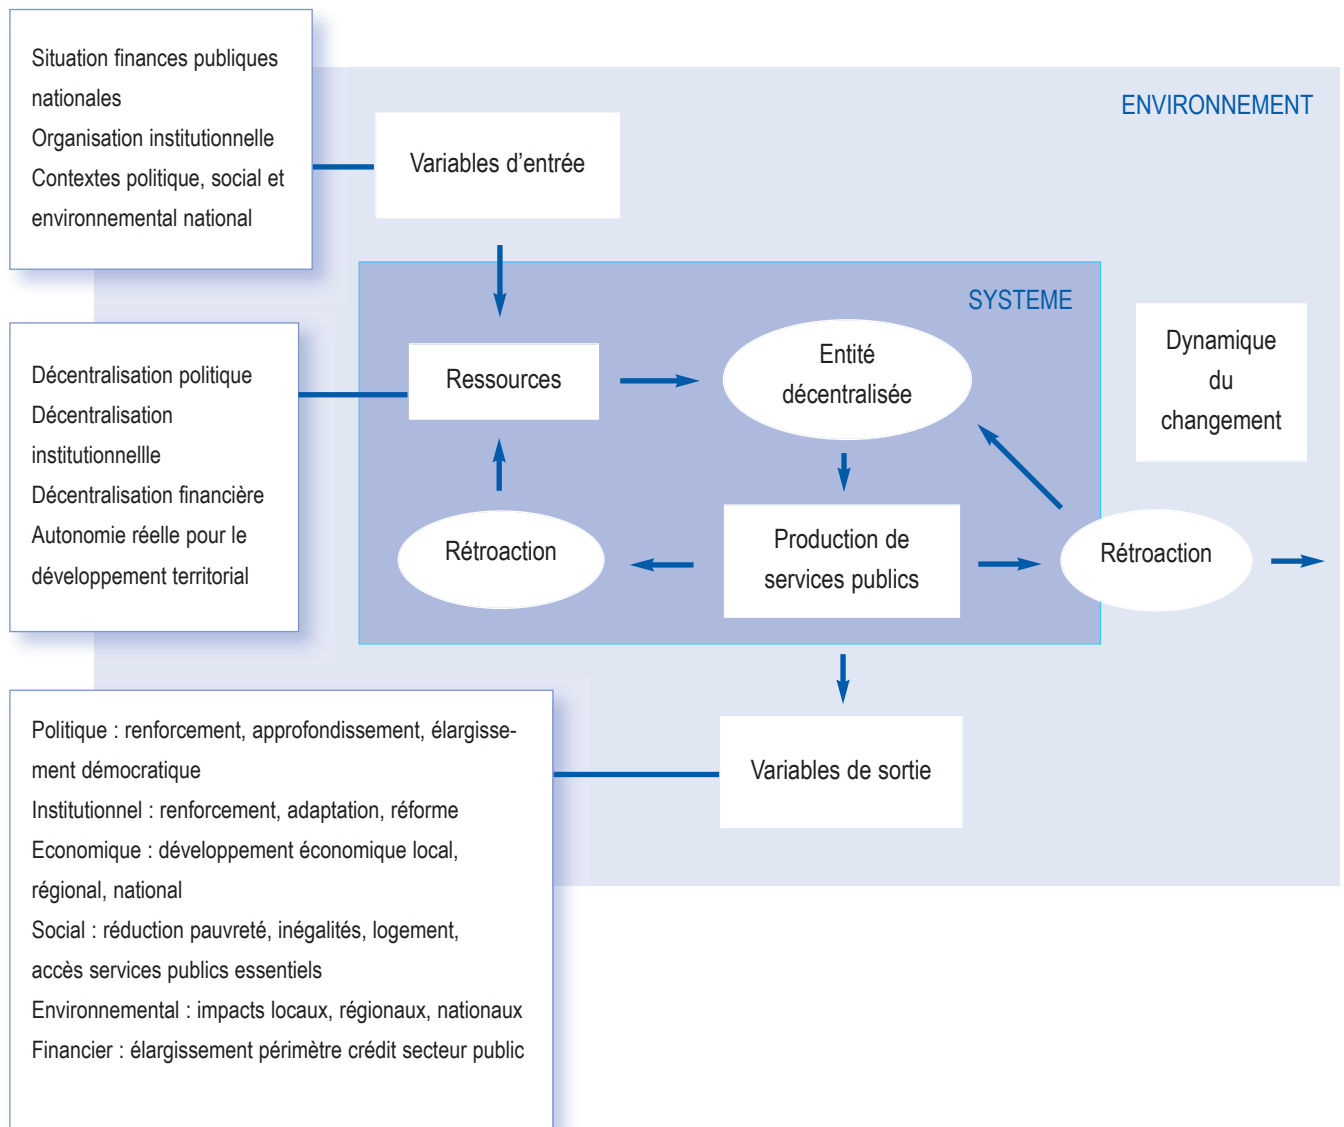 Situation finances publiques
nationales
Organisation institutionnelle
Contextes politique, social et
environnemental national
ENVIRONNEMENT
Variables d’entrée
SYSTEME
Décentralisation politique
Décentralisation
institutionnellle
Décentralisation financière
Autonomie réelle pour le
développement territorial
Ressources
Entité
décentralisée
Dynamique
du
changement
Rétroaction
Production de
services publics
Rétroaction
Variables de sortie
Politique : renforcement, approfondissement, élargisse-
ment démocratique
Institutionnel : renforcement, adaptation, réforme
Economique : développement économique local,
régional, national
Social : réduction pauvreté, inégalités, logement,
accès services publics essentiels
Environnemental : impacts locaux, régionaux, nationaux
Financier : élargissement périmètre crédit secteur public